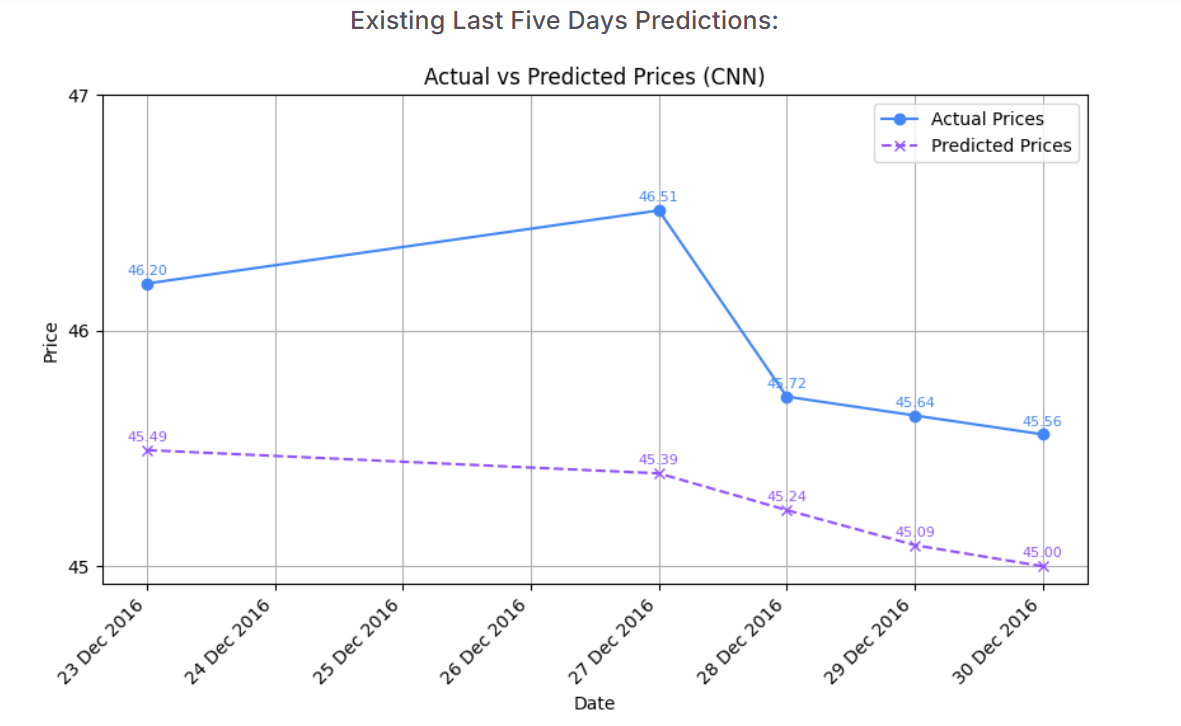 Existing Last Five Days Predictions:
Actual vs Predicted Prices (CNN)
47
46
45
Price
Actual Prices
Predicted Prices
46.20
46.51
45.72
45.64
45.56
45.49
45.39
45.24
45.09
45.00
23 Dec 2016
24 Dec 2016
25 Dec 2016
26 Dec 2016
27 Dec 2016
28 Dec 2016
29 Dec 2016
30 Dec 2016
Date